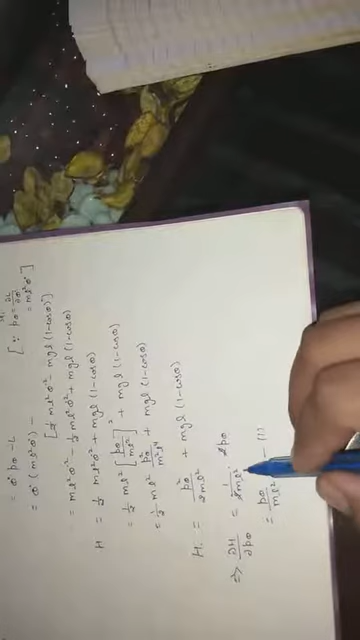 = θ̇ pθ - L [∵ pθ = ∂L/∂θ̇ = ml²θ̇]
= θ̇ (ml²θ̇) -
[½ ml²θ̇² - mgl (1-cosθ)]
= ml²θ̇² - ½ ml²θ̇² + mgl (1-cosθ)
H = ½ ml²θ̇² + mgl (1-cosθ)
= ½ ml² [pθ/ml²]² + mgl (1-cosθ)
= ½ ml² pθ²/m²l⁴ + mgl (1-cosθ)
H = pθ²/2ml² + mgl (1-cosθ)
⇒ ∂H/∂pθ = 1/2ml² 2pθ
= pθ/ml² - (1)